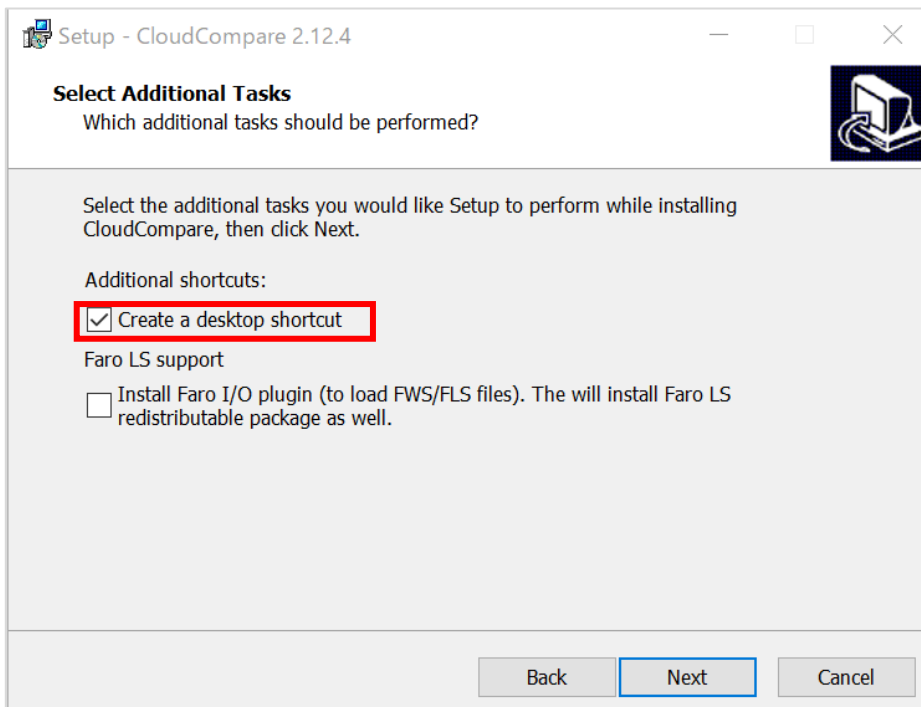 Setup - CloudCompare 2.12.4
Select Additional Tasks
Which additional tasks should be performed?
Select the additional tasks you would like Setup to perform while installing
CloudCompare, then click Next.
Additional shortcuts:
Create a desktop shortcut
Faro LS support
Install Faro I/O plugin (to load FWS/FLS files). The will install Faro LS
redistributable package as well.
Back Next Cancel